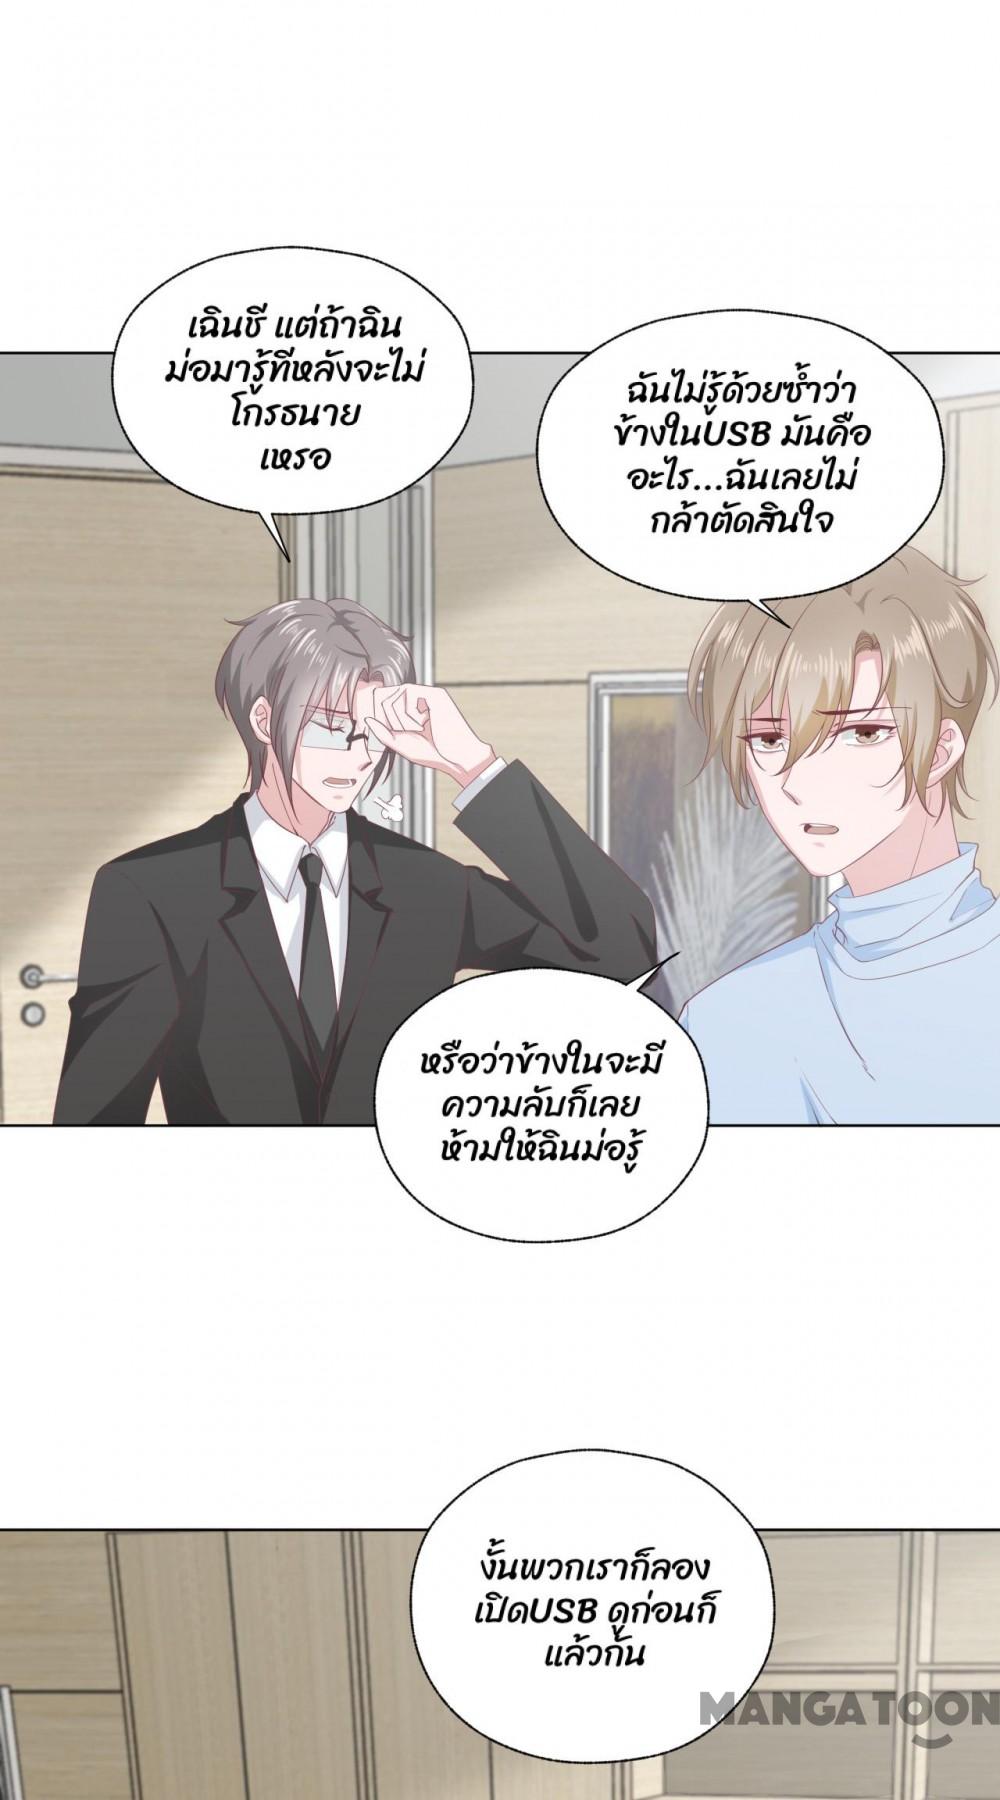 เฉินชี แต่ถ้าฉิน
ม่อมารู้ทีหลังจะไม่
โกรธนาย
เหรอ
ฉันไม่รู้ด้วยซ้ำว่า
ข้างในUSB มันคือ
อะไร...ฉันเลยไม่
กล้าตัดสินใจ
หรือว่าข้างในจะมี
ความลับก็เลย
ห้ามให้ฉินม่อรู้
งั้นพวกเราก็ลอง
เปิดUSB ดูก่อนก็
แล้วกัน
MANGATOON